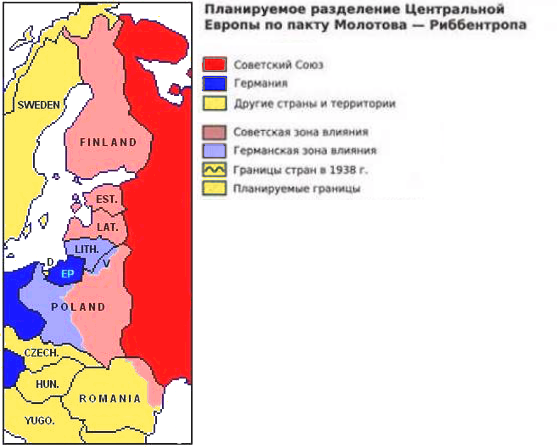 Планируемое разделение Центральной
Европы по пакту Молотова — Риббентропа
Советский Союз
Германия
Другие страны и территории
Советская зона влияния
Германская зона влияния
Границы стран в 1938 г.
Планируемые границы
SWEDEN
FINLAND
EST.
LAT.
LITH.
D
V
EP
POLAND
CZECH.
HUN.
ROMANIA
YUGO.